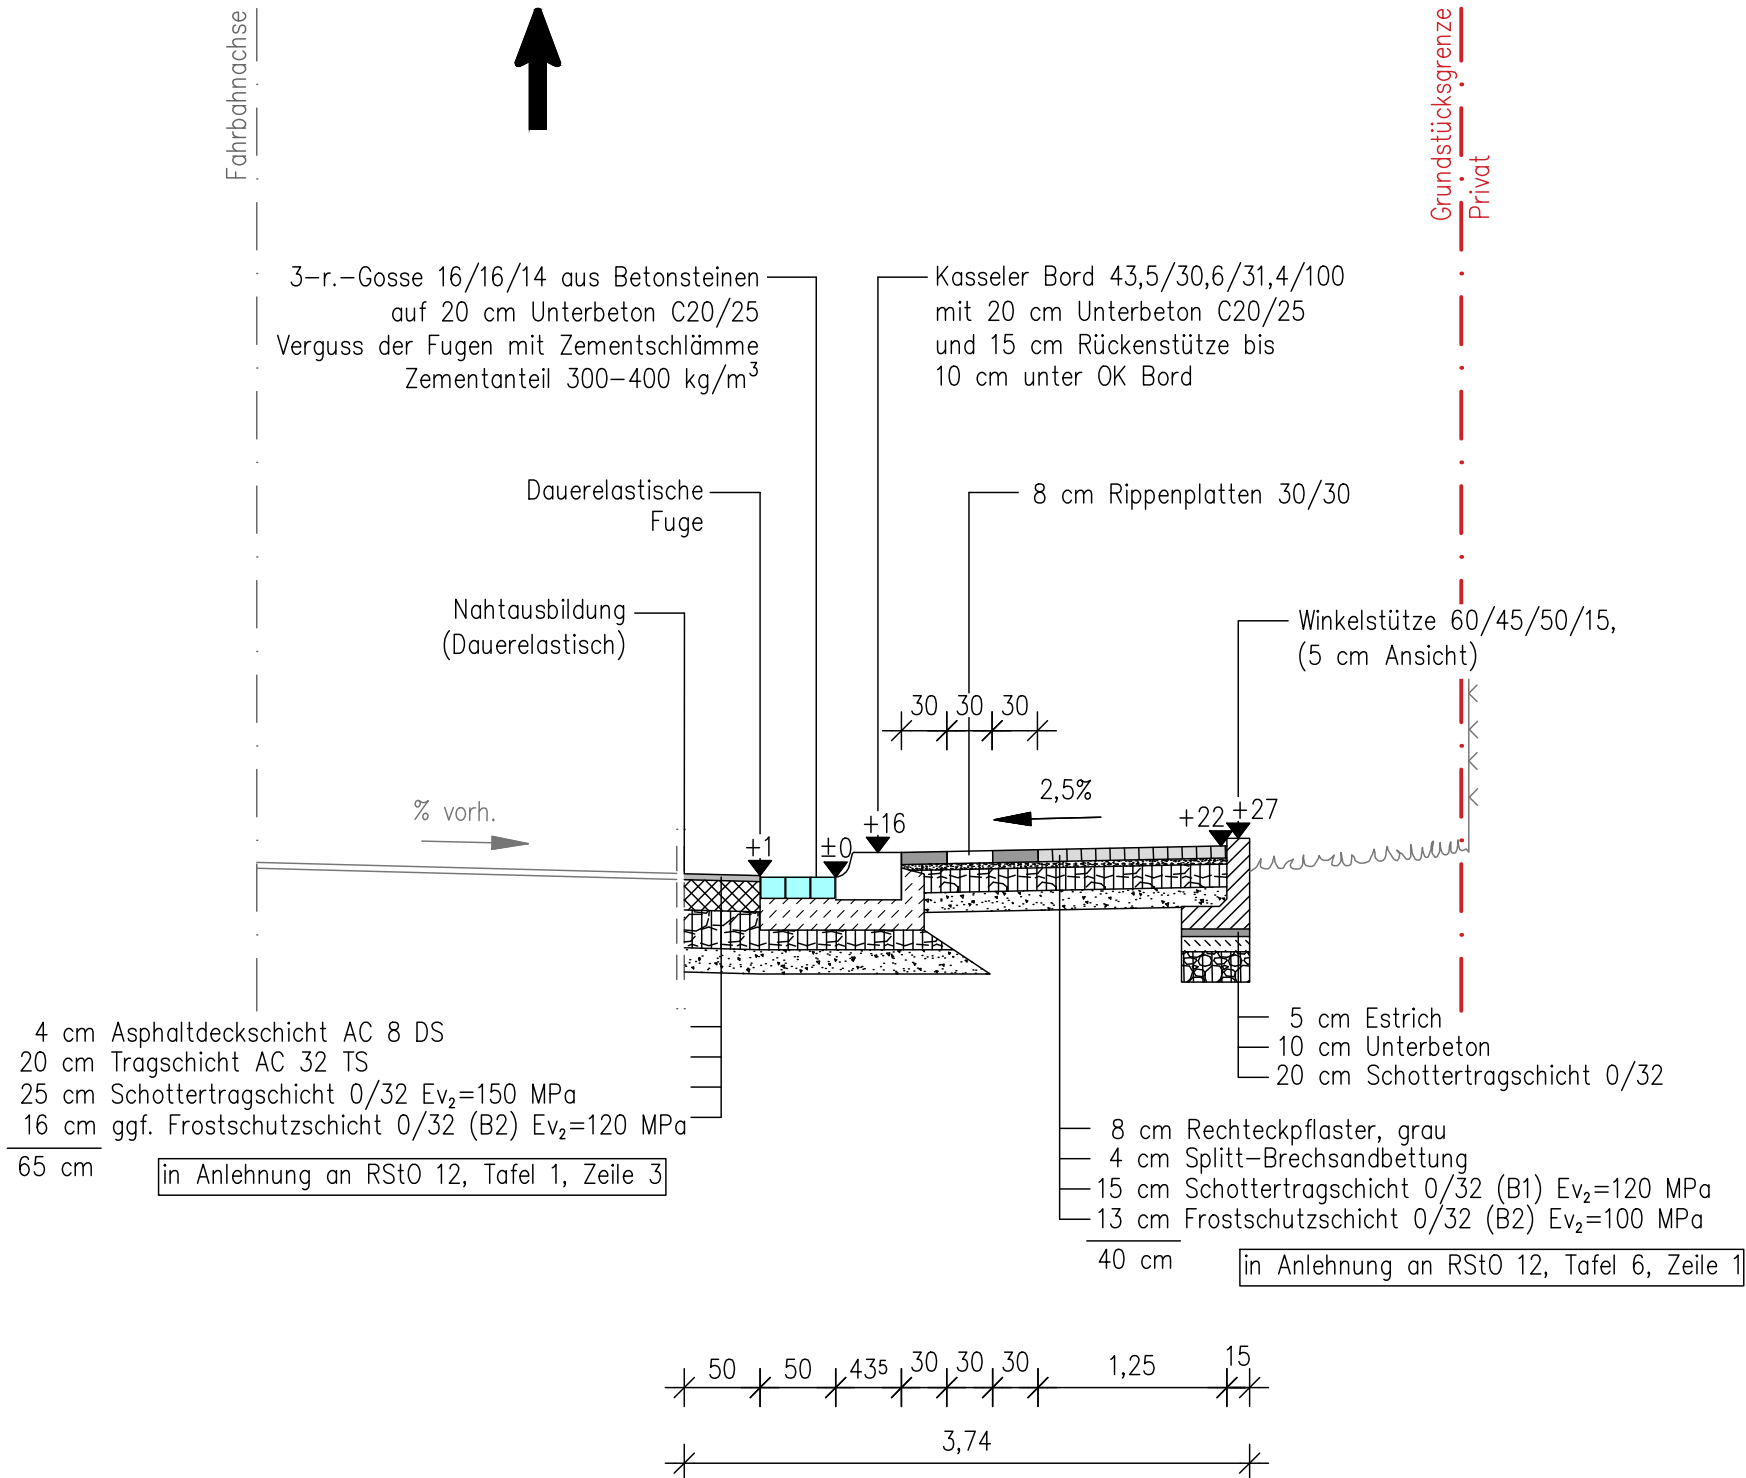 Fahrbahnachse
Grundstücksgrenze
Privat
3-r.-Gosse 16/16/14 aus Betonsteinen
auf 20 cm Unterbeton C20/25
Verguss der Fugen mit Zementschlämme
Zementanteil 300-400 kg/m³
Kasseler Bord 43,5/30,6/31,4/100
mit 20 cm Unterbeton C20/25
und 15 cm Rückenstütze bis
10 cm unter OK Bord
Dauerelastische
Fuge
8 cm Rippenplatten 30/30
Nahtausbildung
(Dauerelastisch)
Winkelstütze 60/45/50/15,
(5 cm Ansicht)
30 30 30
% vorh.
2,5%
+1
±0
+16
+22
+27
4 cm Asphaltdeckschicht AC 8 DS
20 cm Tragschicht AC 32 TS
25 cm Schottertragschicht 0/32 Ev₂=150 MPa
16 cm ggf. Frostschutzschicht 0/32 (B2) Ev₂=120 MPa
65 cm
in Anlehnung an RStO 12, Tafel 1, Zeile 3
5 cm Estrich
10 cm Unterbeton
20 cm Schottertragschicht 0/32
8 cm Rechteckpflaster, grau
4 cm Splitt-Brechsandbettung
15 cm Schottertragschicht 0/32 (B1) Ev₂=120 MPa
13 cm Frostschutzschicht 0/32 (B2) Ev₂=100 MPa
40 cm
in Anlehnung an RStO 12, Tafel 6, Zeile 1
50 50 43⁵ 30 30 30 1,25 15
3,74